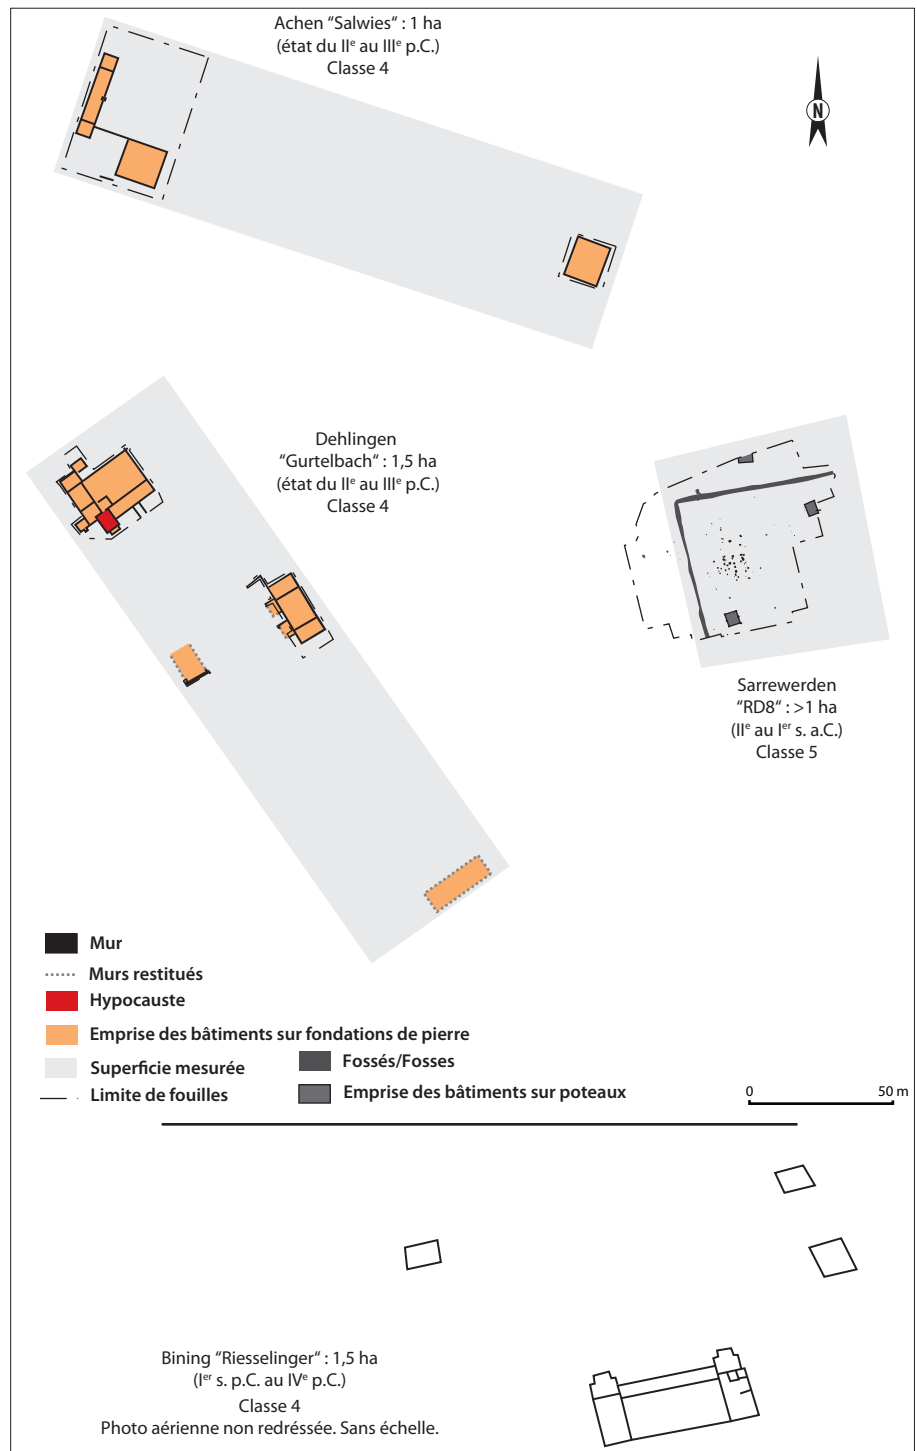 Achen “Salwies“ : 1 ha
(état du IIᵉ au IIIᵉ p.C.)
Classe 4
N
Dehlingen
“Gurtelbach“ : 1,5 ha
(état du IIᵉ au IIIᵉ p.C.)
Classe 4
Sarrewerden
“RD8“ : >1 ha
(IIᵉ au Iᵉʳ s. a.C.)
Classe 5
Mur
Murs restitués
Hypocauste
Emprise des bâtiments sur fondations de pierre
Superficie mesurée
Fossés/Fosses
Limite de fouilles
Emprise des bâtiments sur poteaux
0 50 m
Bining “Riesselinger“ : 1,5 ha
(Iᵉʳ s. p.C. au IVᵉ p.C.)
Classe 4
Photo aérienne non redréssée. Sans échelle.